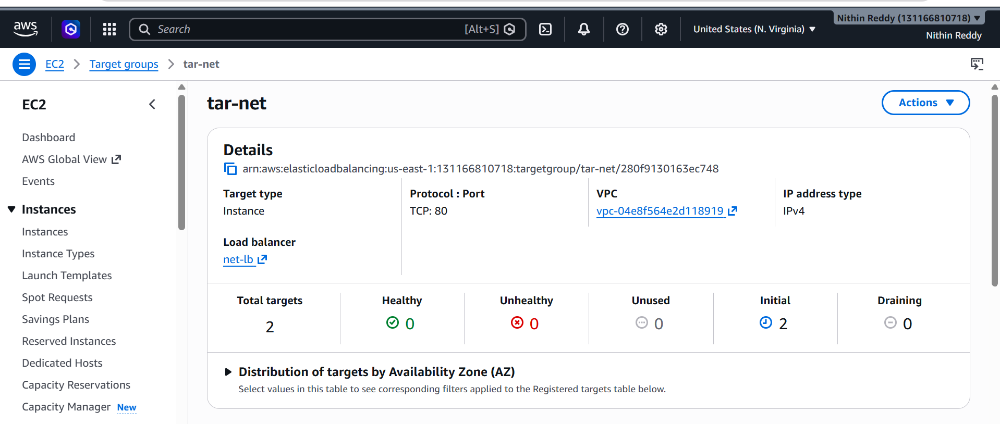 aws
Search [Alt+S]
United States (N. Virginia)
Nithin Reddy (131166810718)
Nithin Reddy
EC2
Target groups
tar-net
EC2
Dashboard
AWS Global View
Events
Instances
Instances
Instance Types
Launch Templates
Spot Requests
Savings Plans
Reserved Instances
Dedicated Hosts
Capacity Reservations
Capacity Manager New
tar-net
Actions
Details
arn:aws:elasticloadbalancing:us-east-1:131166810718:targetgroup/tar-net/280f9130163ec748
Target type
Instance
Protocol : Port
TCP: 80
VPC
vpc-04e8f564e2d118919
IP address type
IPv4
Load balancer
net-lb
Total targets
2
Healthy
0
Unhealthy
0
Unused
0
Initial
2
Draining
0
Distribution of targets by Availability Zone (AZ)
Select values in this table to see corresponding filters applied to the Registered targets table below.